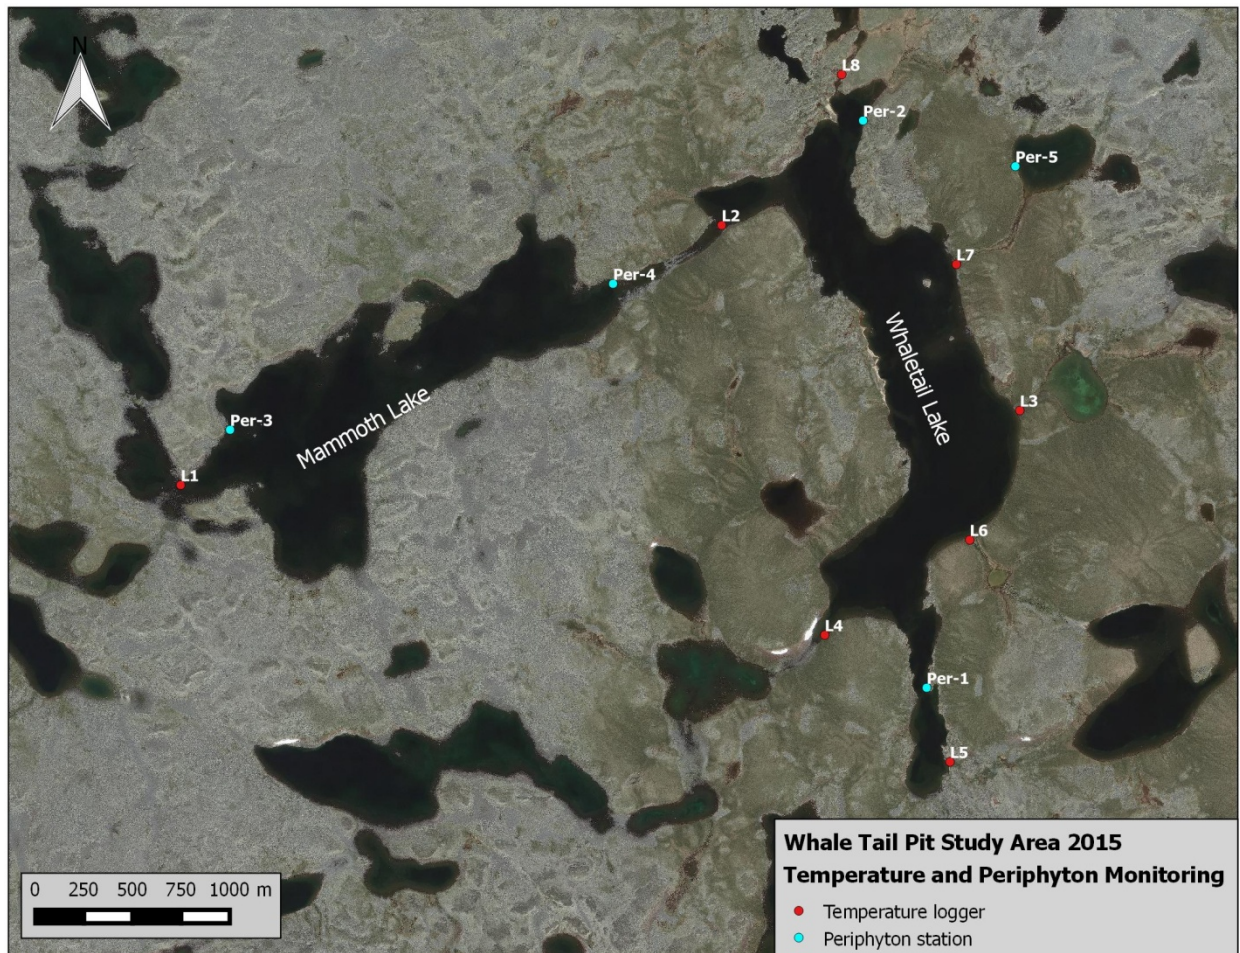 N
L8
Per-2
Per-5
L2
L7
Per-4
Whaletail Lake
Mammoth Lake
L3
Per-3
L1
L6
L4
Per-1
L5
Whale Tail Pit Study Area 2015
Temperature and Periphyton Monitoring
Temperature logger
Periphyton station
0 250 500 750 1000 m